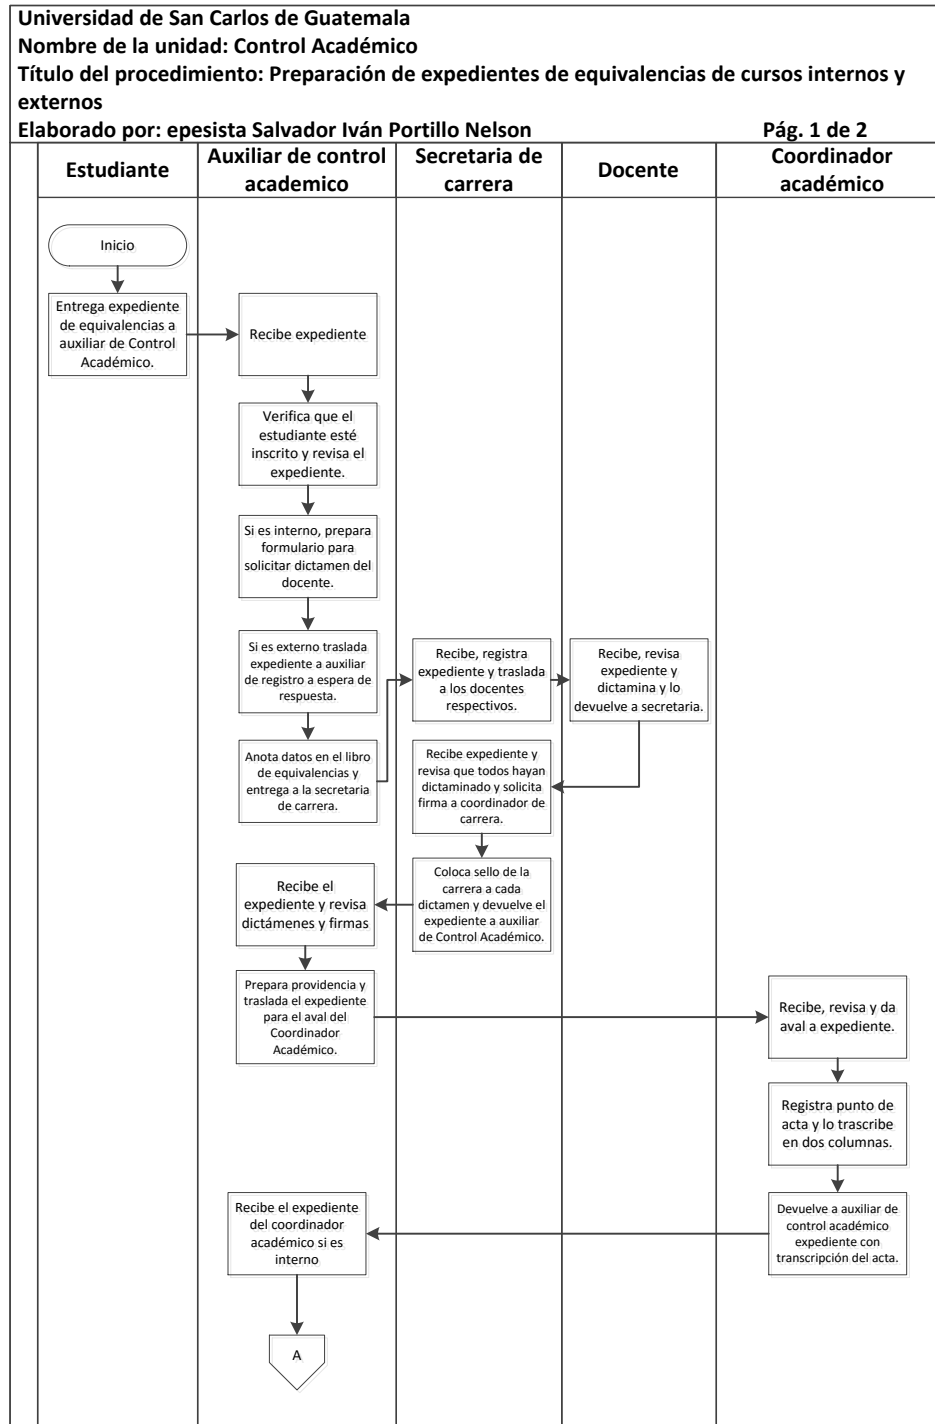 Universidad de San Carlos de Guatemala
Nombre de la unidad: Control Académico
Título del procedimiento: Preparación de expedientes de equivalencias de cursos internos y
externos
Elaborado por: epesista Salvador Iván Portillo Nelson
Pág. 1 de 2
Estudiante
Auxiliar de control
academico
Secretaria de
carrera
Docente
Coordinador
académico
Inicio
Entrega expediente
de equivalencias a
auxiliar de Control
Académico.
Recibe expediente
Verifica que el
estudiante esté
inscrito y revisa el
expediente.
Si es interno, prepara
formulario para
solicitar dictamen del
docente.
Si es externo traslada
expediente a auxiliar
de registro a espera de
respuesta.
Anota datos en el libro
de equivalencias y
entrega a la secretaria
de carrera.
Recibe, registra
expediente y traslada
a los docentes
respectivos.
Recibe, revisa
expediente y
dictamina y lo
devuelve a secretaria.
Recibe expediente y
revisa que todos hayan
dictaminado y solicita
firma a coordinador de
carrera.
Coloca sello de la
carrera a cada
dictamen y devuelve el
expediente a auxiliar
de Control Académico.
Recibe el
expediente y revisa
dictámenes y firmas
Prepara providencia y
traslada el expediente
para el aval del
Coordinador
Académico.
Recibe, revisa y da
aval a expediente.
Registra punto de
acta y lo trascribe
en dos columnas.
Devuelve a auxiliar de
control académico
expediente con
transcripción del acta.
Recibe el expediente
del coordinador
académico si es
interno
A